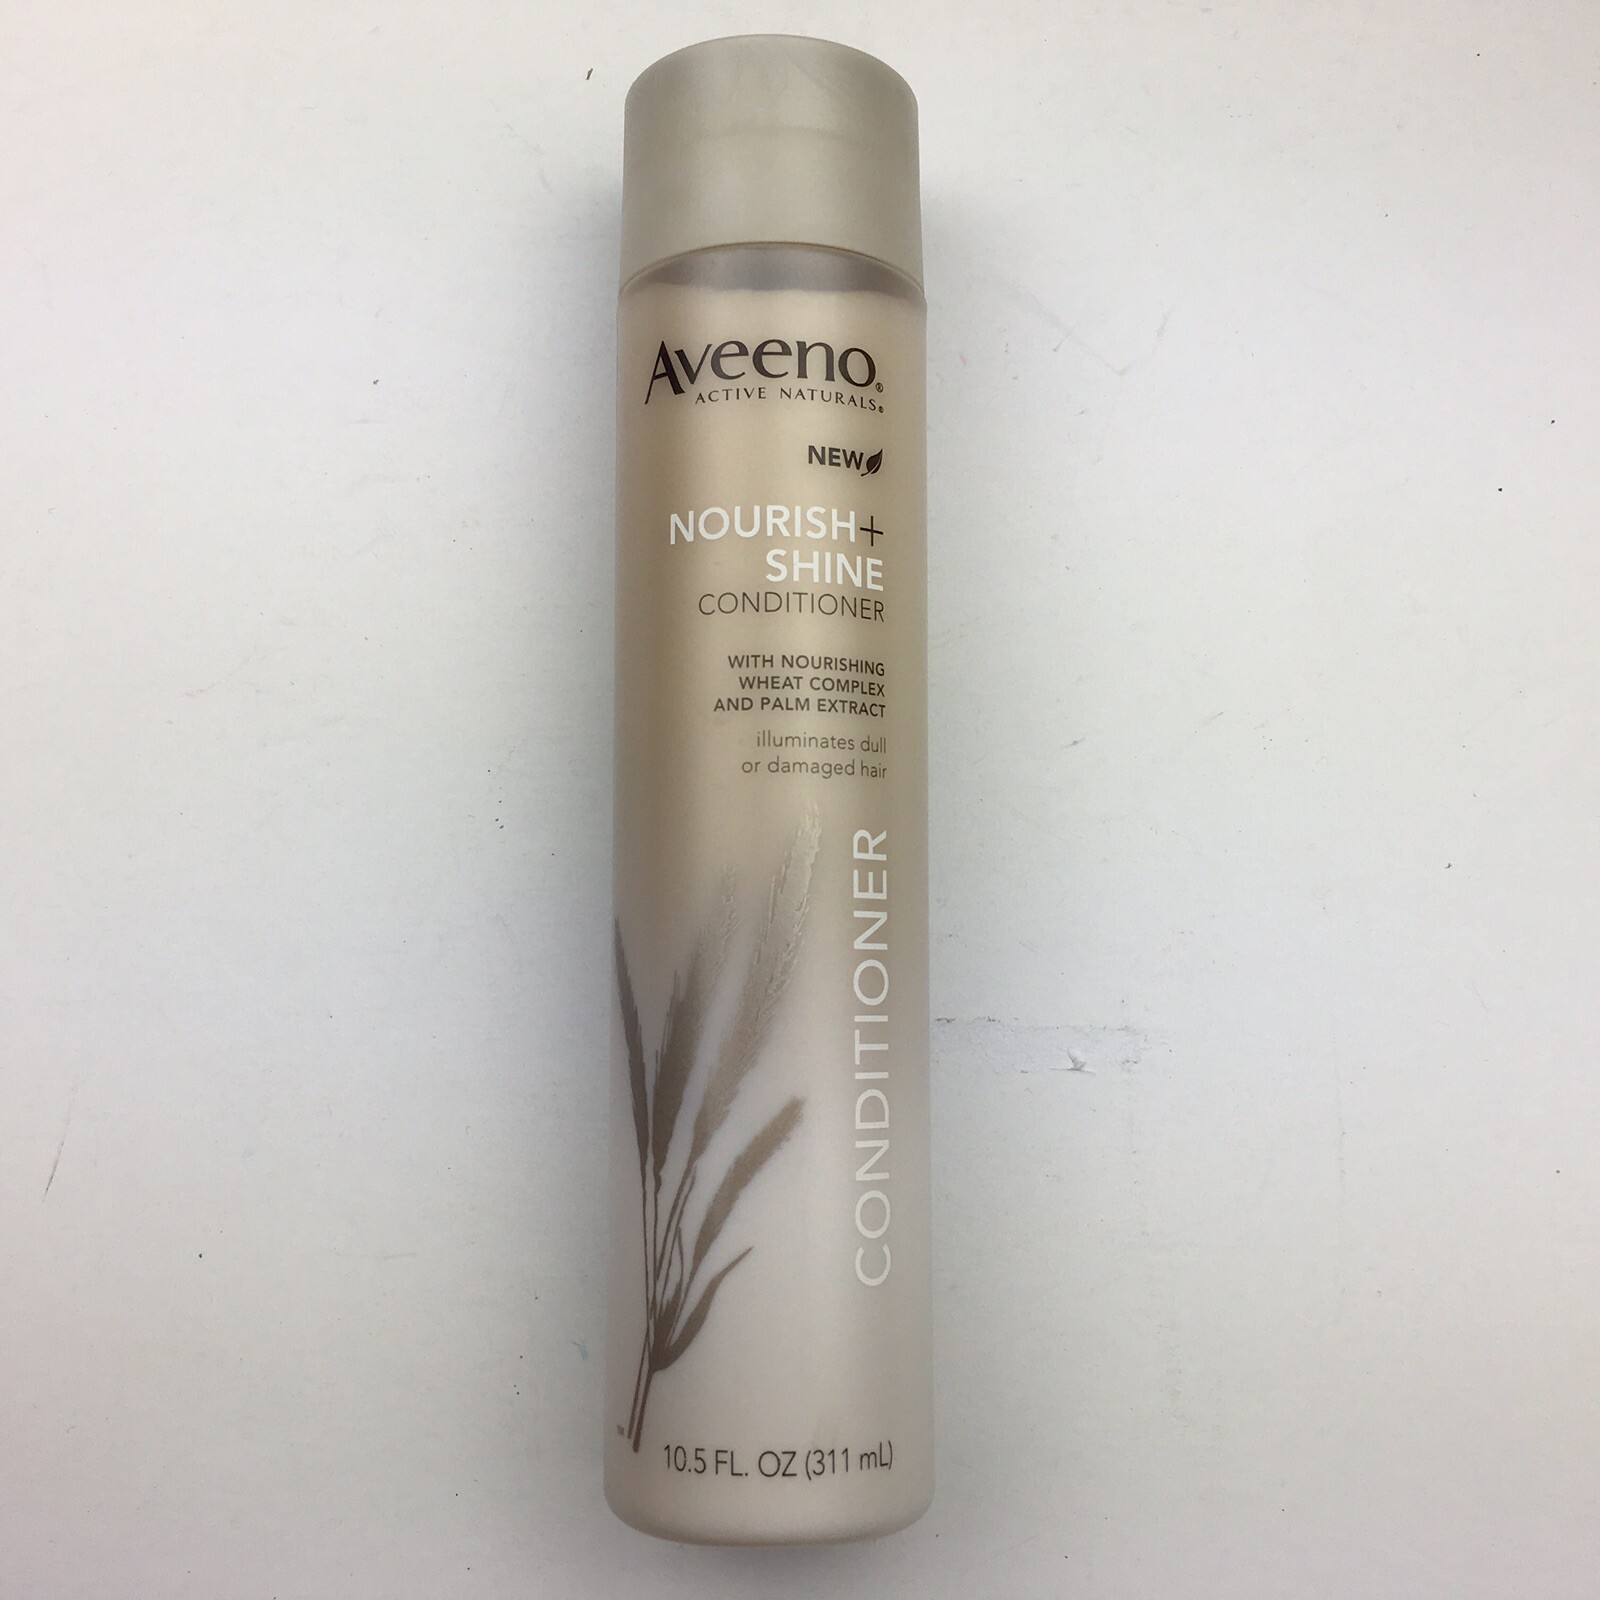 Aveeno®
ACTIVE NATURALS®
NEW
NOURISH+
SHINE
CONDITIONER
WITH NOURISHING
WHEAT COMPLEX
AND PALM EXTRACT
illuminates dull
or damaged hair
CONDITIONER
10.5 FL. OZ (311 mL)